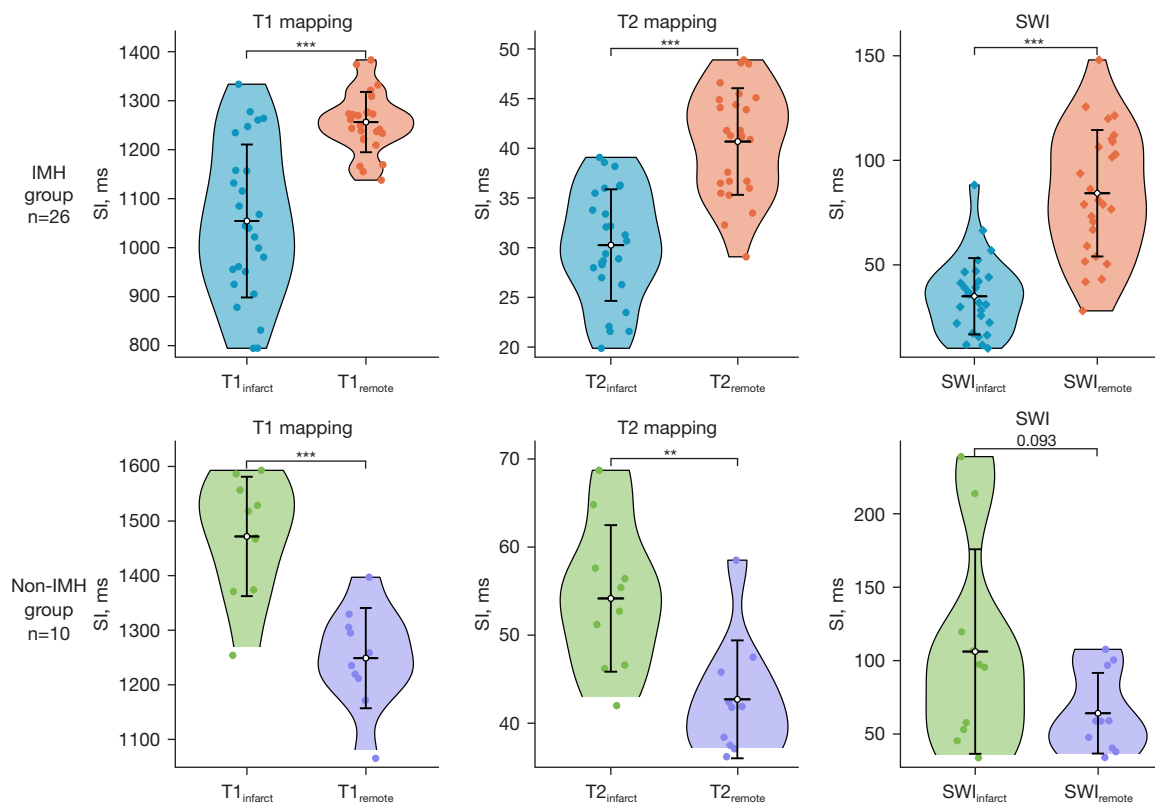 T1 mapping
T2 mapping
SWI
IMH
group
n=26
SI, ms
1400
1300
1200
1100
1000
900
800
***
T1infarct
T1remote
SI, ms
50
45
40
35
30
25
20
***
T2infarct
T2remote
SI, ms
150
100
50
***
SWIinfarct
SWIremote
T1 mapping
T2 mapping
SWI
Non-IMH
group
n=10
SI, ms
1600
1500
1400
1300
1200
1100
***
T1infarct
T1remote
SI, ms
70
60
50
40
**
T2infarct
T2remote
SI, ms
200
150
100
50
0.093
SWIinfarct
SWIremote